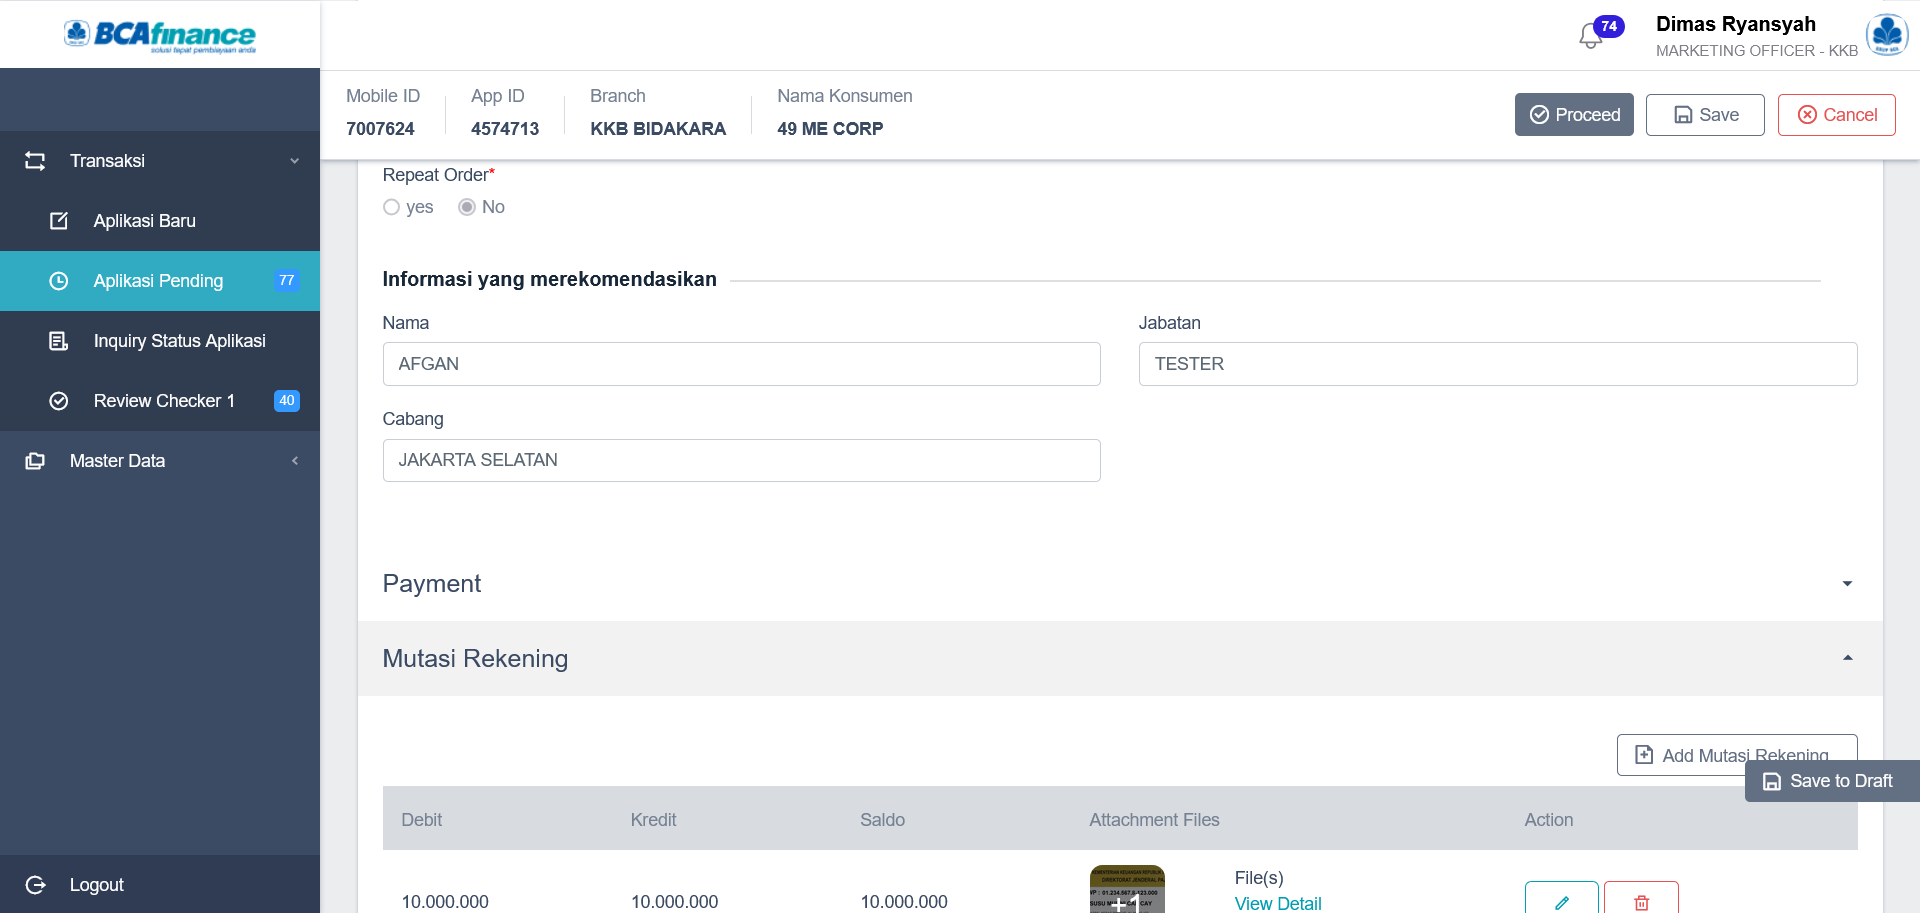 BCAfinance
solusi tepat pembiayaan anda
74
Dimas Ryansyah
MARKETING OFFICER - KKB
Mobile ID
7007624
App ID
4574713
Branch
KKB BIDAKARA
Nama Konsumen
49 ME CORP
Proceed
Save
Cancel
Transaksi
Aplikasi Baru
Aplikasi Pending
77
Inquiry Status Aplikasi
Review Checker 1
40
Master Data
Logout
Repeat Order*
yes
No
Informasi yang merekomendasikan
Nama
AFGAN
Jabatan
TESTER
Cabang
JAKARTA SELATAN
Payment
Mutasi Rekening
Add Mutasi Rekening
Save to Draft
Debit
Kredit
Saldo
Attachment Files
Action
10.000.000
10.000.000
10.000.000
DIREKTORAT JENDERAL PA
+1
File(s)
View Detail